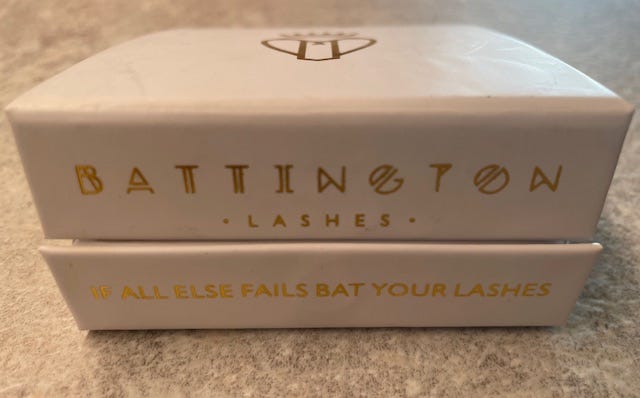 BATTINGTON
• LASHES •
IF ALL ELSE FAILS BAT YOUR LASHES